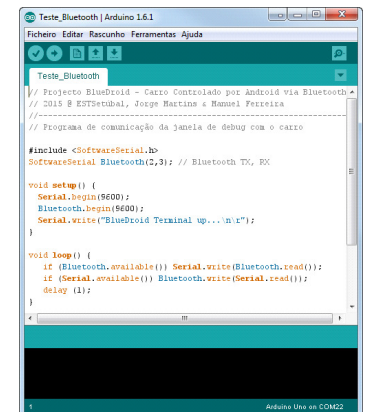 Teste_Bluetooth | Arduino 1.6.1
Ficheiro Editar Rascunho Ferramentas Ajuda
Teste_Bluetooth
// Projecto BlueDroid - Carro Controlado por Android via Bluetooth
// 2015 @ ESTSetubal, Jorge Martins & Manuel Ferreira
//------------------------------------------------------------------
// Programa de comunicação da janela de debug com o carro
#include <SoftwareSerial.h>
SoftwareSerial Bluetooth(2,3); // Bluetooth TX, RX
void setup() {
Serial.begin(9600);
Bluetooth.begin(9600);
Serial.write("BlueDroid Terminal up...\n\r");
}
void loop() {
if (Bluetooth.available()) Serial.write(Bluetooth.read());
if (Serial.available()) Bluetooth.write(Serial.read());
delay (1);
}
1 Arduino Uno on COM22